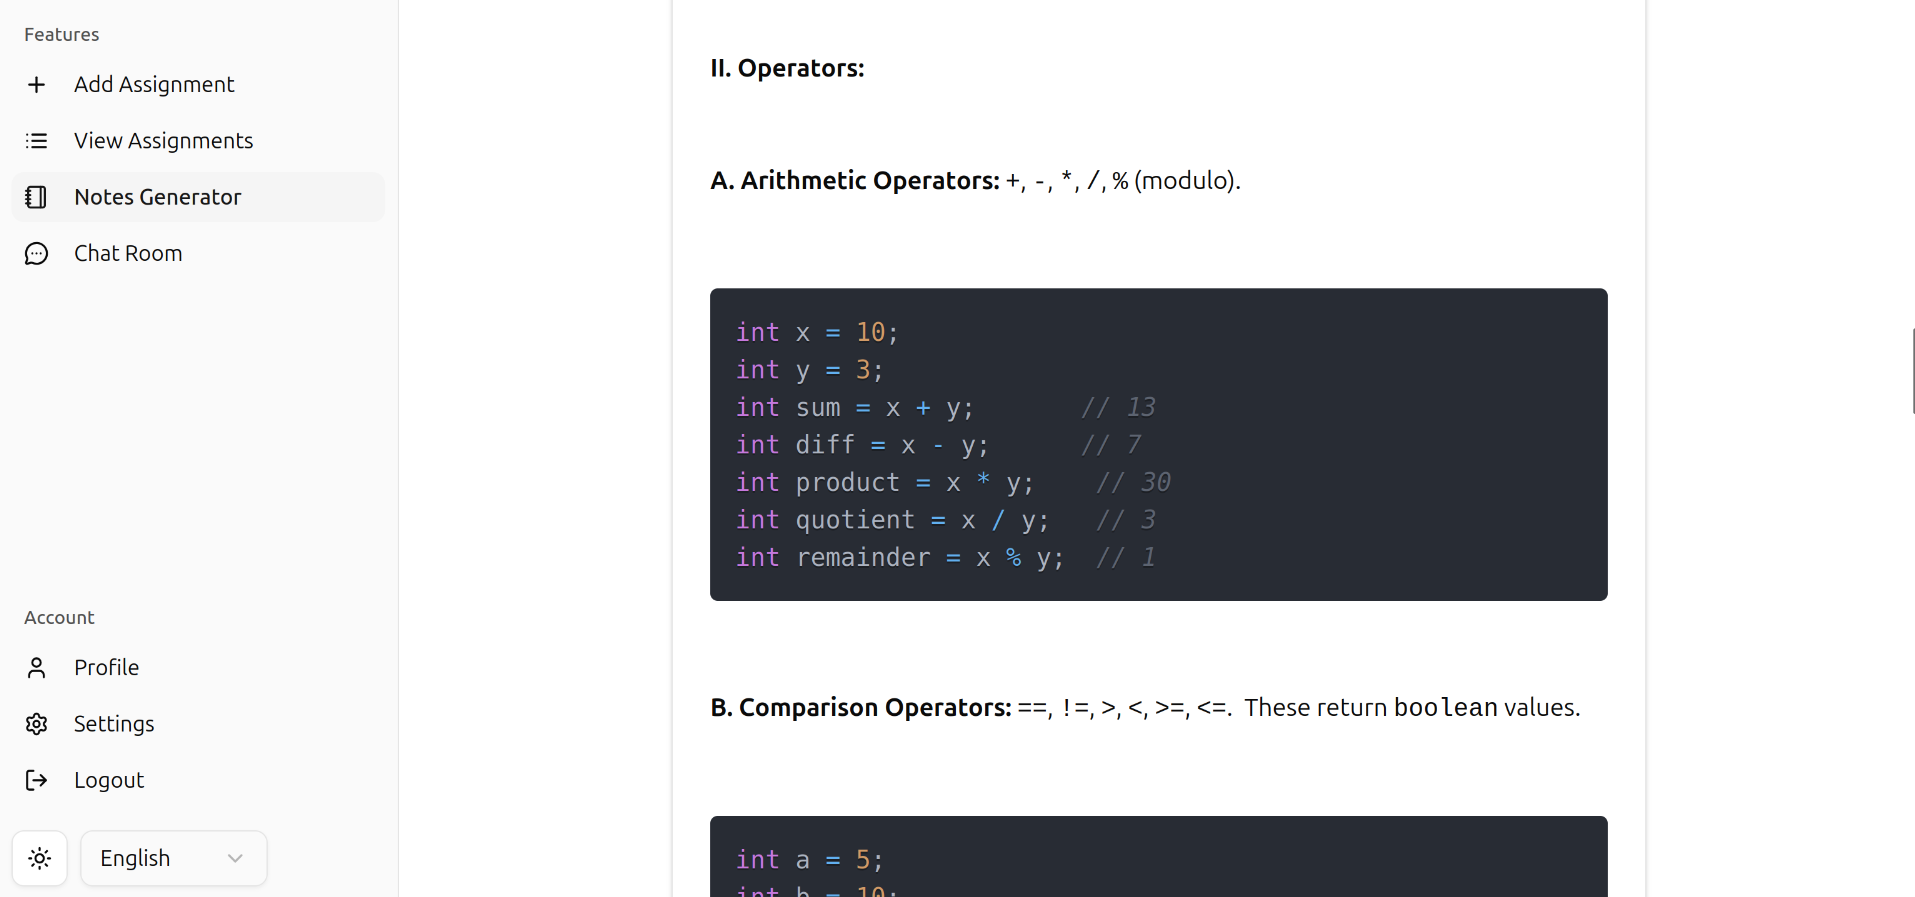 Features
Add Assignment
View Assignments
Notes Generator
Chat Room
Account
Profile
Settings
Logout
English
II. Operators:
A. Arithmetic Operators: +, -, *, /, % (modulo).
int x = 10;
int y = 3;
int sum = x + y;       // 13
int diff = x - y;      // 7
int product = x * y;    // 30
int quotient = x / y;   // 3
int remainder = x % y;  // 1
B. Comparison Operators: ==, !=, >, <, >=, <=.  These return boolean values.
int a = 5;
int b = 10;